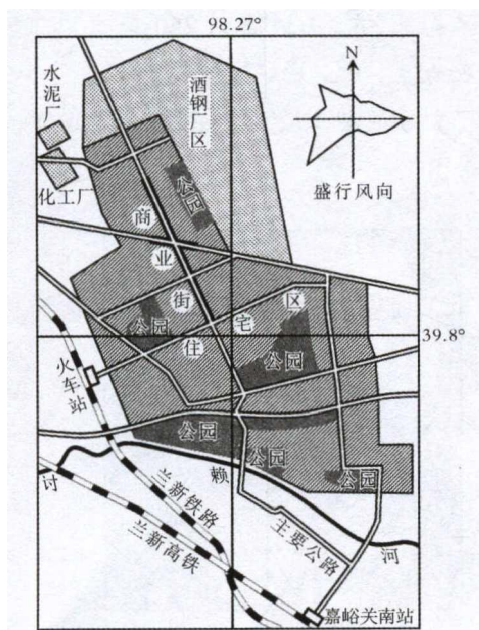 98.27°
N
水泥厂
酒钢厂区
化工厂
公园
盛行风向
商业街
住宅区
公园
公园
39.8°
火车站
公园
公园
公园
讨赖河
兰新铁路
兰新高铁
主要公路
嘉峪关南站